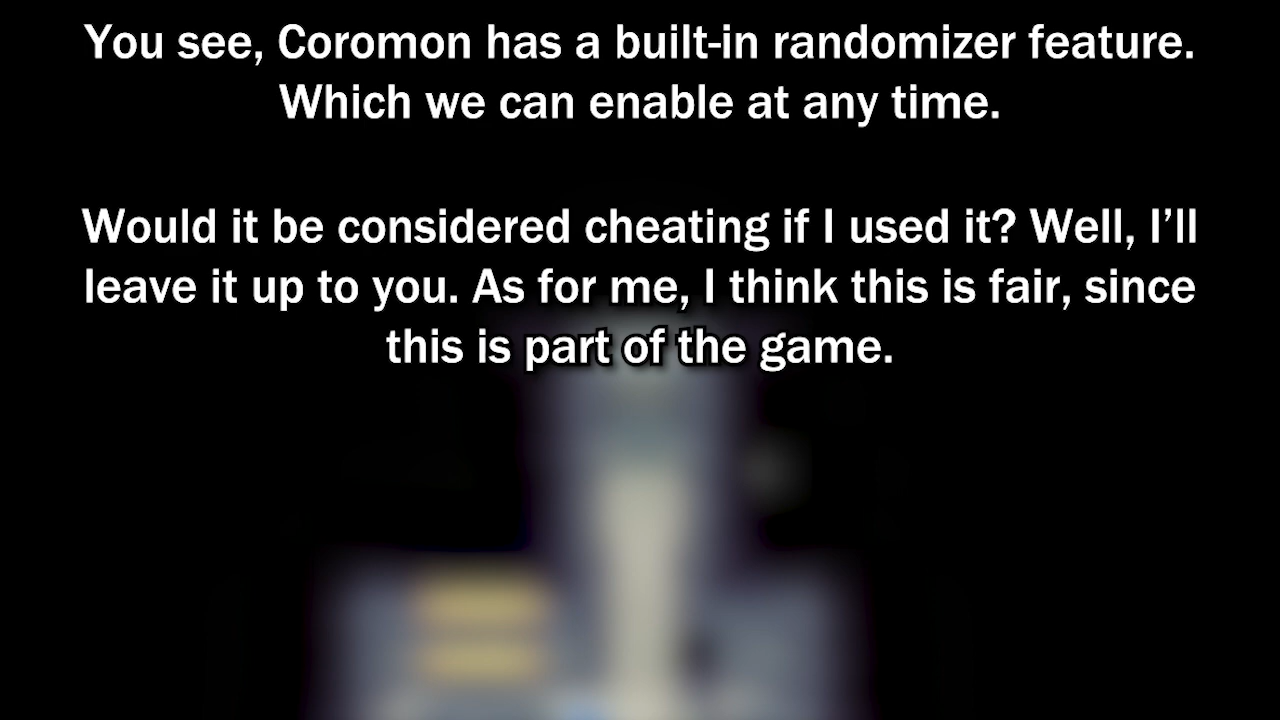 You see, Coromon has a built-in randomizer feature.
Which we can enable at any time.
Would it be considered cheating if I used it? Well, I’ll
leave it up to you. As for me, I think this is fair, since
this is part of the game.